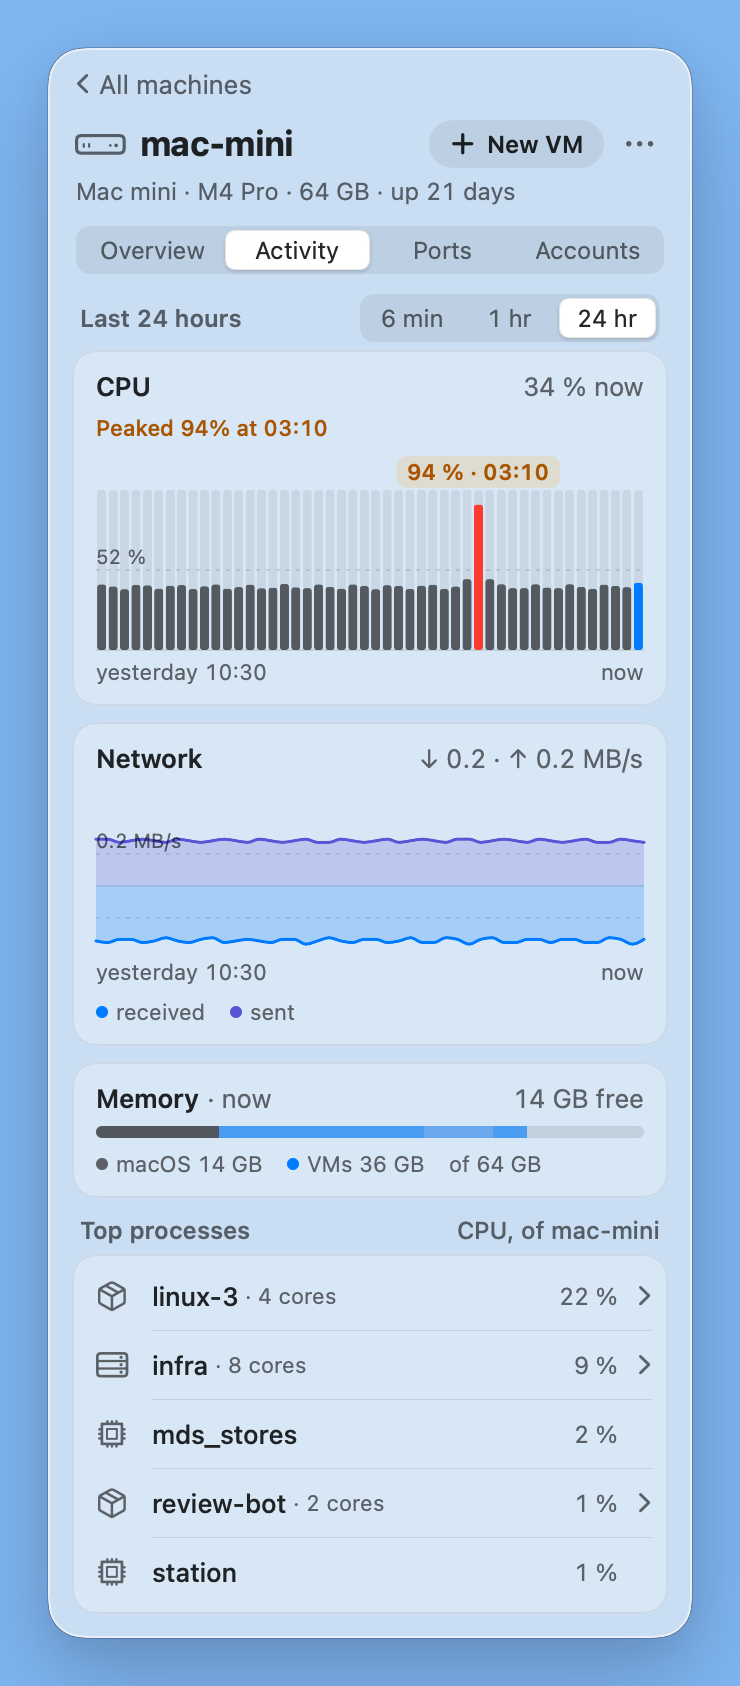 All machines
mac-mini
New VM
Mac mini · M4 Pro · 64 GB · up 21 days
Overview Activity Ports Accounts
Last 24 hours 6 min 1 hr 24 hr
CPU 34 % now
Peaked 94% at 03:10
94 % · 03:10
52 %
yesterday 10:30 now
Network ↓ 0.2 · ↑ 0.2 MB/s
0.2 MB/s
yesterday 10:30 now
received sent
Memory · now 14 GB free
macOS 14 GB VMs 36 GB of 64 GB
Top processes CPU, of mac-mini
linux-3 · 4 cores 22 %
infra · 8 cores 9 %
mds_stores 2 %
review-bot · 2 cores 1 %
station 1 %